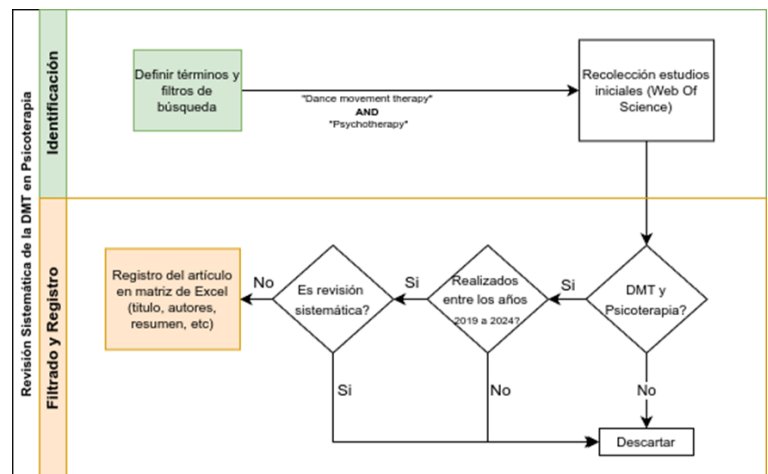 Revisión Sistemática de la DMT en Psicoterapia
Identificación
Definir términos y
filtros de
búsqueda
"Dance movement therapy"
AND
"Psychotherapy"
Recolección estudios
iniciales (Web Of
Science)
Filtrado y Registro
Registro del artículo
en matriz de Excel
(titulo, autores,
resumen, etc)
No
Es revisión
sistemática?
Si
Realizados
entre los años
2019 a 2024?
Si
DMT y
Psicoterapia?
Si
No
No
Descartar